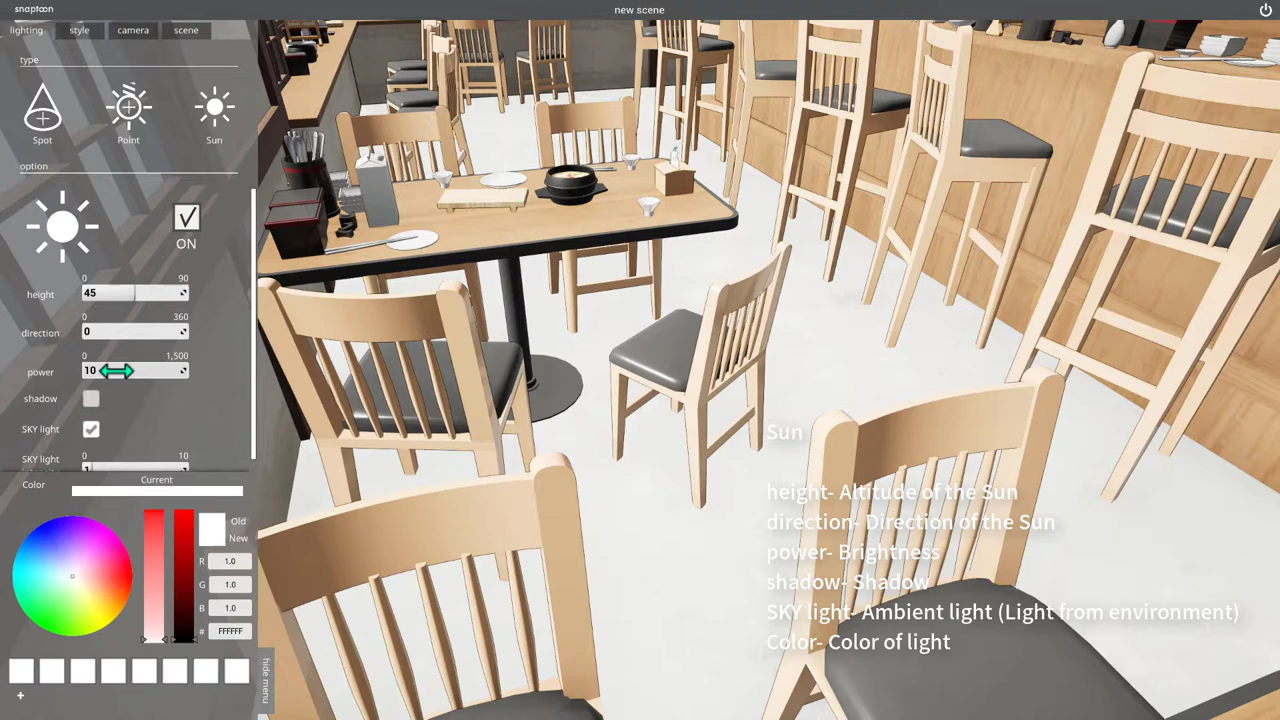 snaptoon
new scene
lighting style camera scene
type
Spot Point Sun
option
ON
0 90
height 45
0 360
direction 0
0 1,500
power 10
shadow
SKY light
SKY light 0 10
Color Current
Old
New
R 1.0
G 1.0
B 1.0
# FFFFFF
+
hide menu
Sun
height- Altitude of the Sun
direction- Direction of the Sun
power- Brightness
shadow- Shadow
SKY light- Ambient light (Light from environment)
Color- Color of light